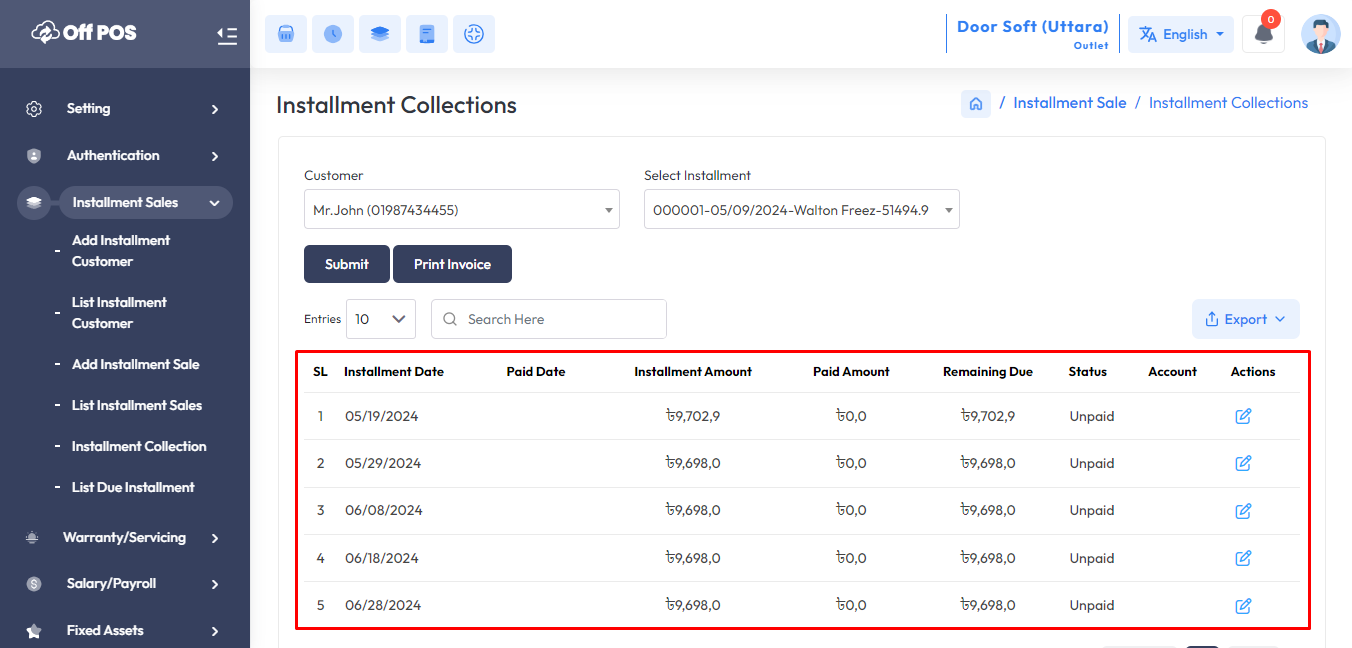 Off POS
Door Soft (Uttara)
Outlet
English
0
Setting
Authentication
Installment Sales
Add Installment
Customer
List Installment
Customer
Add Installment Sale
List Installment Sales
Installment Collection
List Due Installment
Warranty/Servicing
Salary/Payroll
Fixed Assets
Installment Collections
/ Installment Sale / Installment Collections
Customer
Select Installment
Mr.John (01987434455)
000001-05/09/2024-Walton Freez-51494.9
Submit
Print Invoice
Entries 10 Search Here
Export
SL Installment Date Paid Date Installment Amount Paid Amount Remaining Due Status Account Actions
1 05/19/2024 ৳9,702,9 ৳0,0 ৳9,702,9 Unpaid
2 05/29/2024 ৳9,698,0 ৳0,0 ৳9,698,0 Unpaid
3 06/08/2024 ৳9,698,0 ৳0,0 ৳9,698,0 Unpaid
4 06/18/2024 ৳9,698,0 ৳0,0 ৳9,698,0 Unpaid
5 06/28/2024 ৳9,698,0 ৳0,0 ৳9,698,0 Unpaid